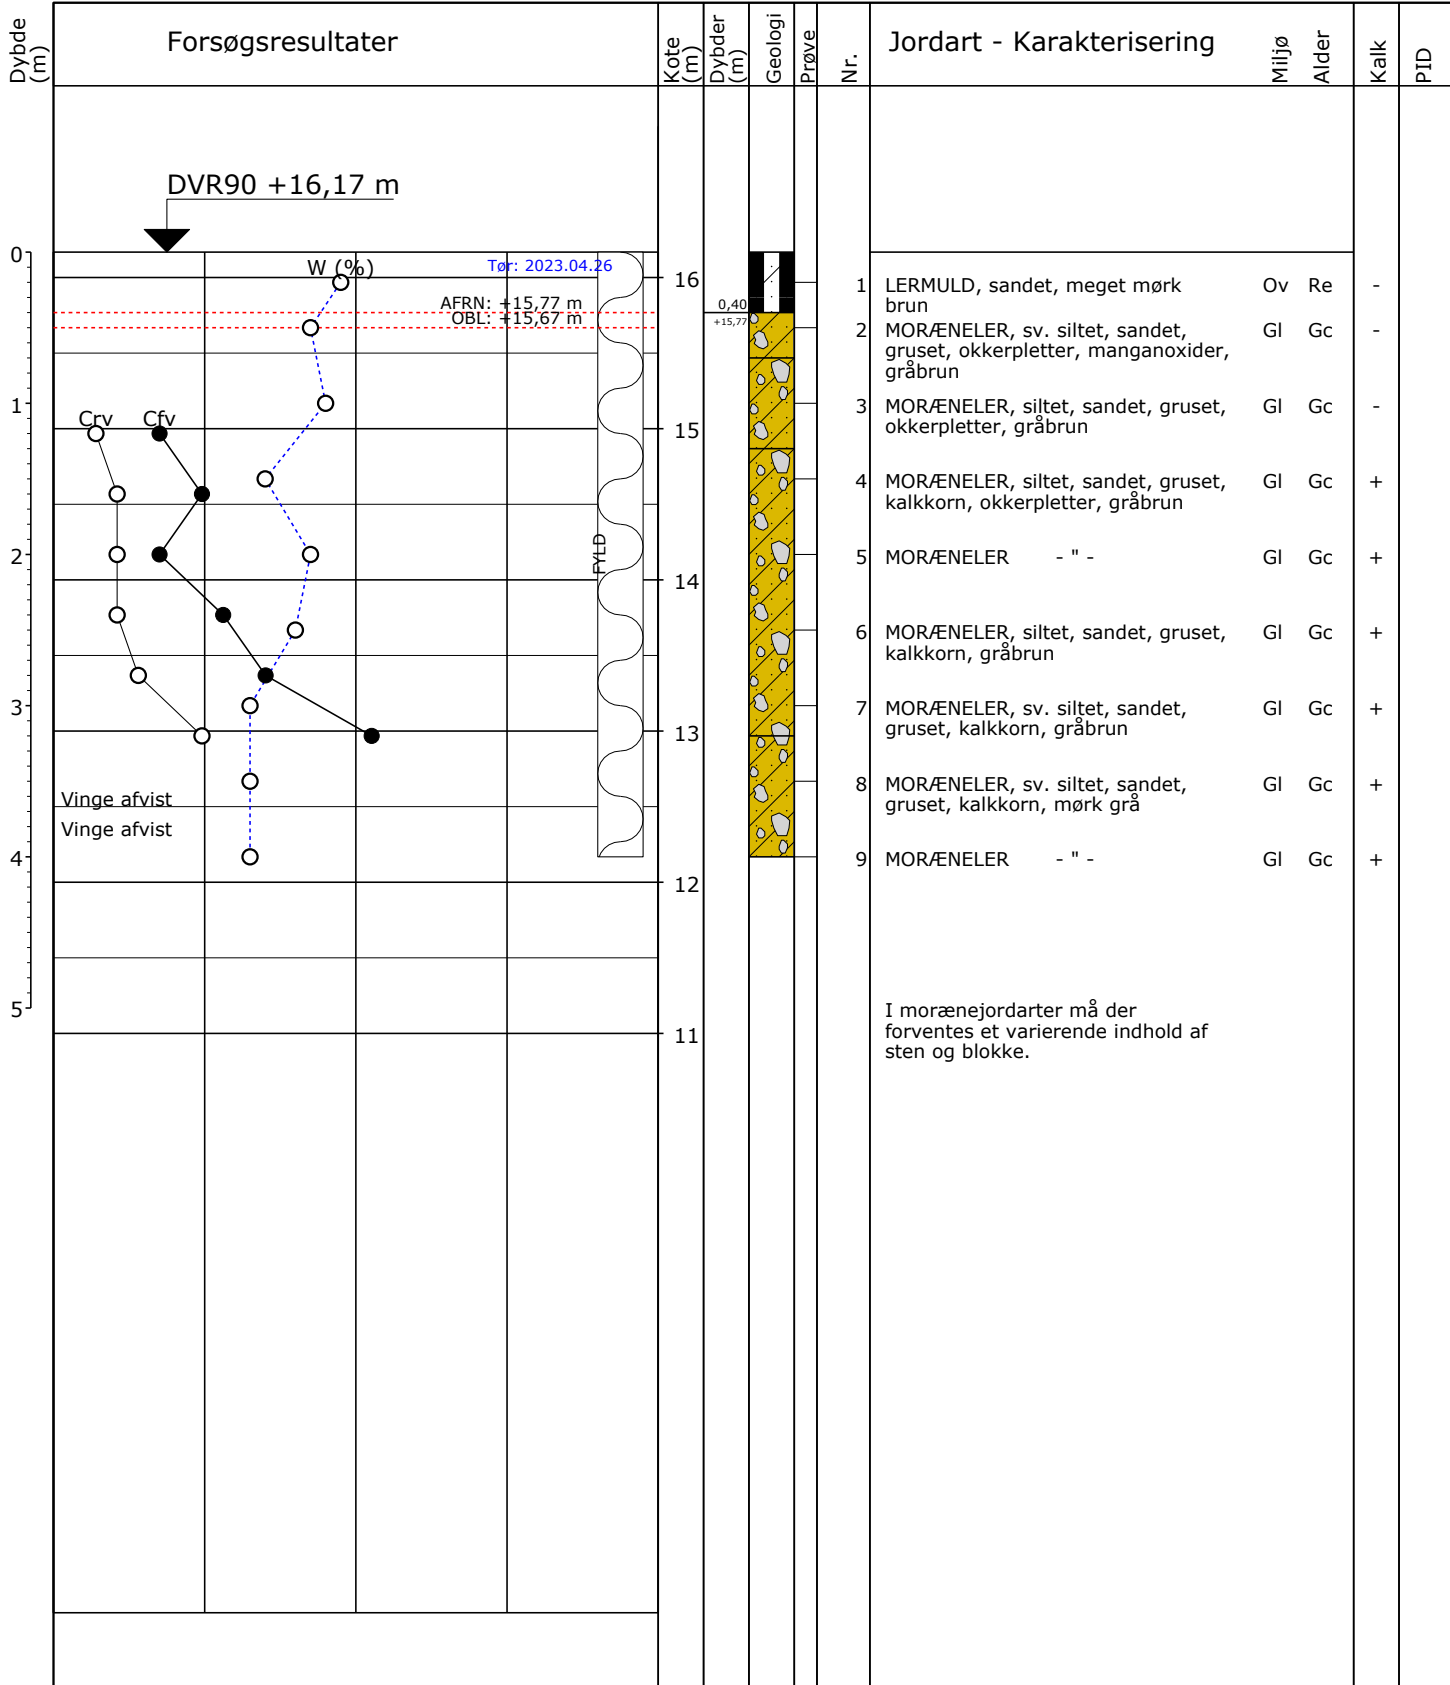 Dybde (m)
Forsøgsresultater
Kote (m)
Dybder (m)
Geologi
Prøve
Nr.
Jordart - Karakterisering
Miljø
Alder
Kalk
PID
DVR90 +16,17 m
0
W (%)
Tør: 2023.04.26
16
1 LERMULD, sandet, meget mørk Ov Re -
brun
AFRN: +15,77 m
0,40
OBL: +15,67 m
+15,77
2 MORÆNELER, sv. siltet, sandet, Gl Gc -
gruset, okkerpletter, manganoxider,
gråbrun
1
Crv
Cfv
15
3 MORÆNELER, siltet, sandet, gruset, Gl Gc -
okkerpletter, gråbrun
4 MORÆNELER, siltet, sandet, gruset, Gl Gc +
kalkkorn, okkerpletter, gråbrun
2
FYLD
14
5 MORÆNELER - " - Gl Gc +
6 MORÆNELER, siltet, sandet, gruset, Gl Gc +
kalkkorn, gråbrun
3
13
7 MORÆNELER, sv. siltet, sandet, Gl Gc +
gruset, kalkkorn, gråbrun
8 MORÆNELER, sv. siltet, sandet, Gl Gc +
gruset, kalkkorn, mørk grå
Vinge afvist
Vinge afvist
4
12
9 MORÆNELER - " - Gl Gc +
5
11
I morænejordarter må der
forventes et varierende indhold af
sten og blokke.